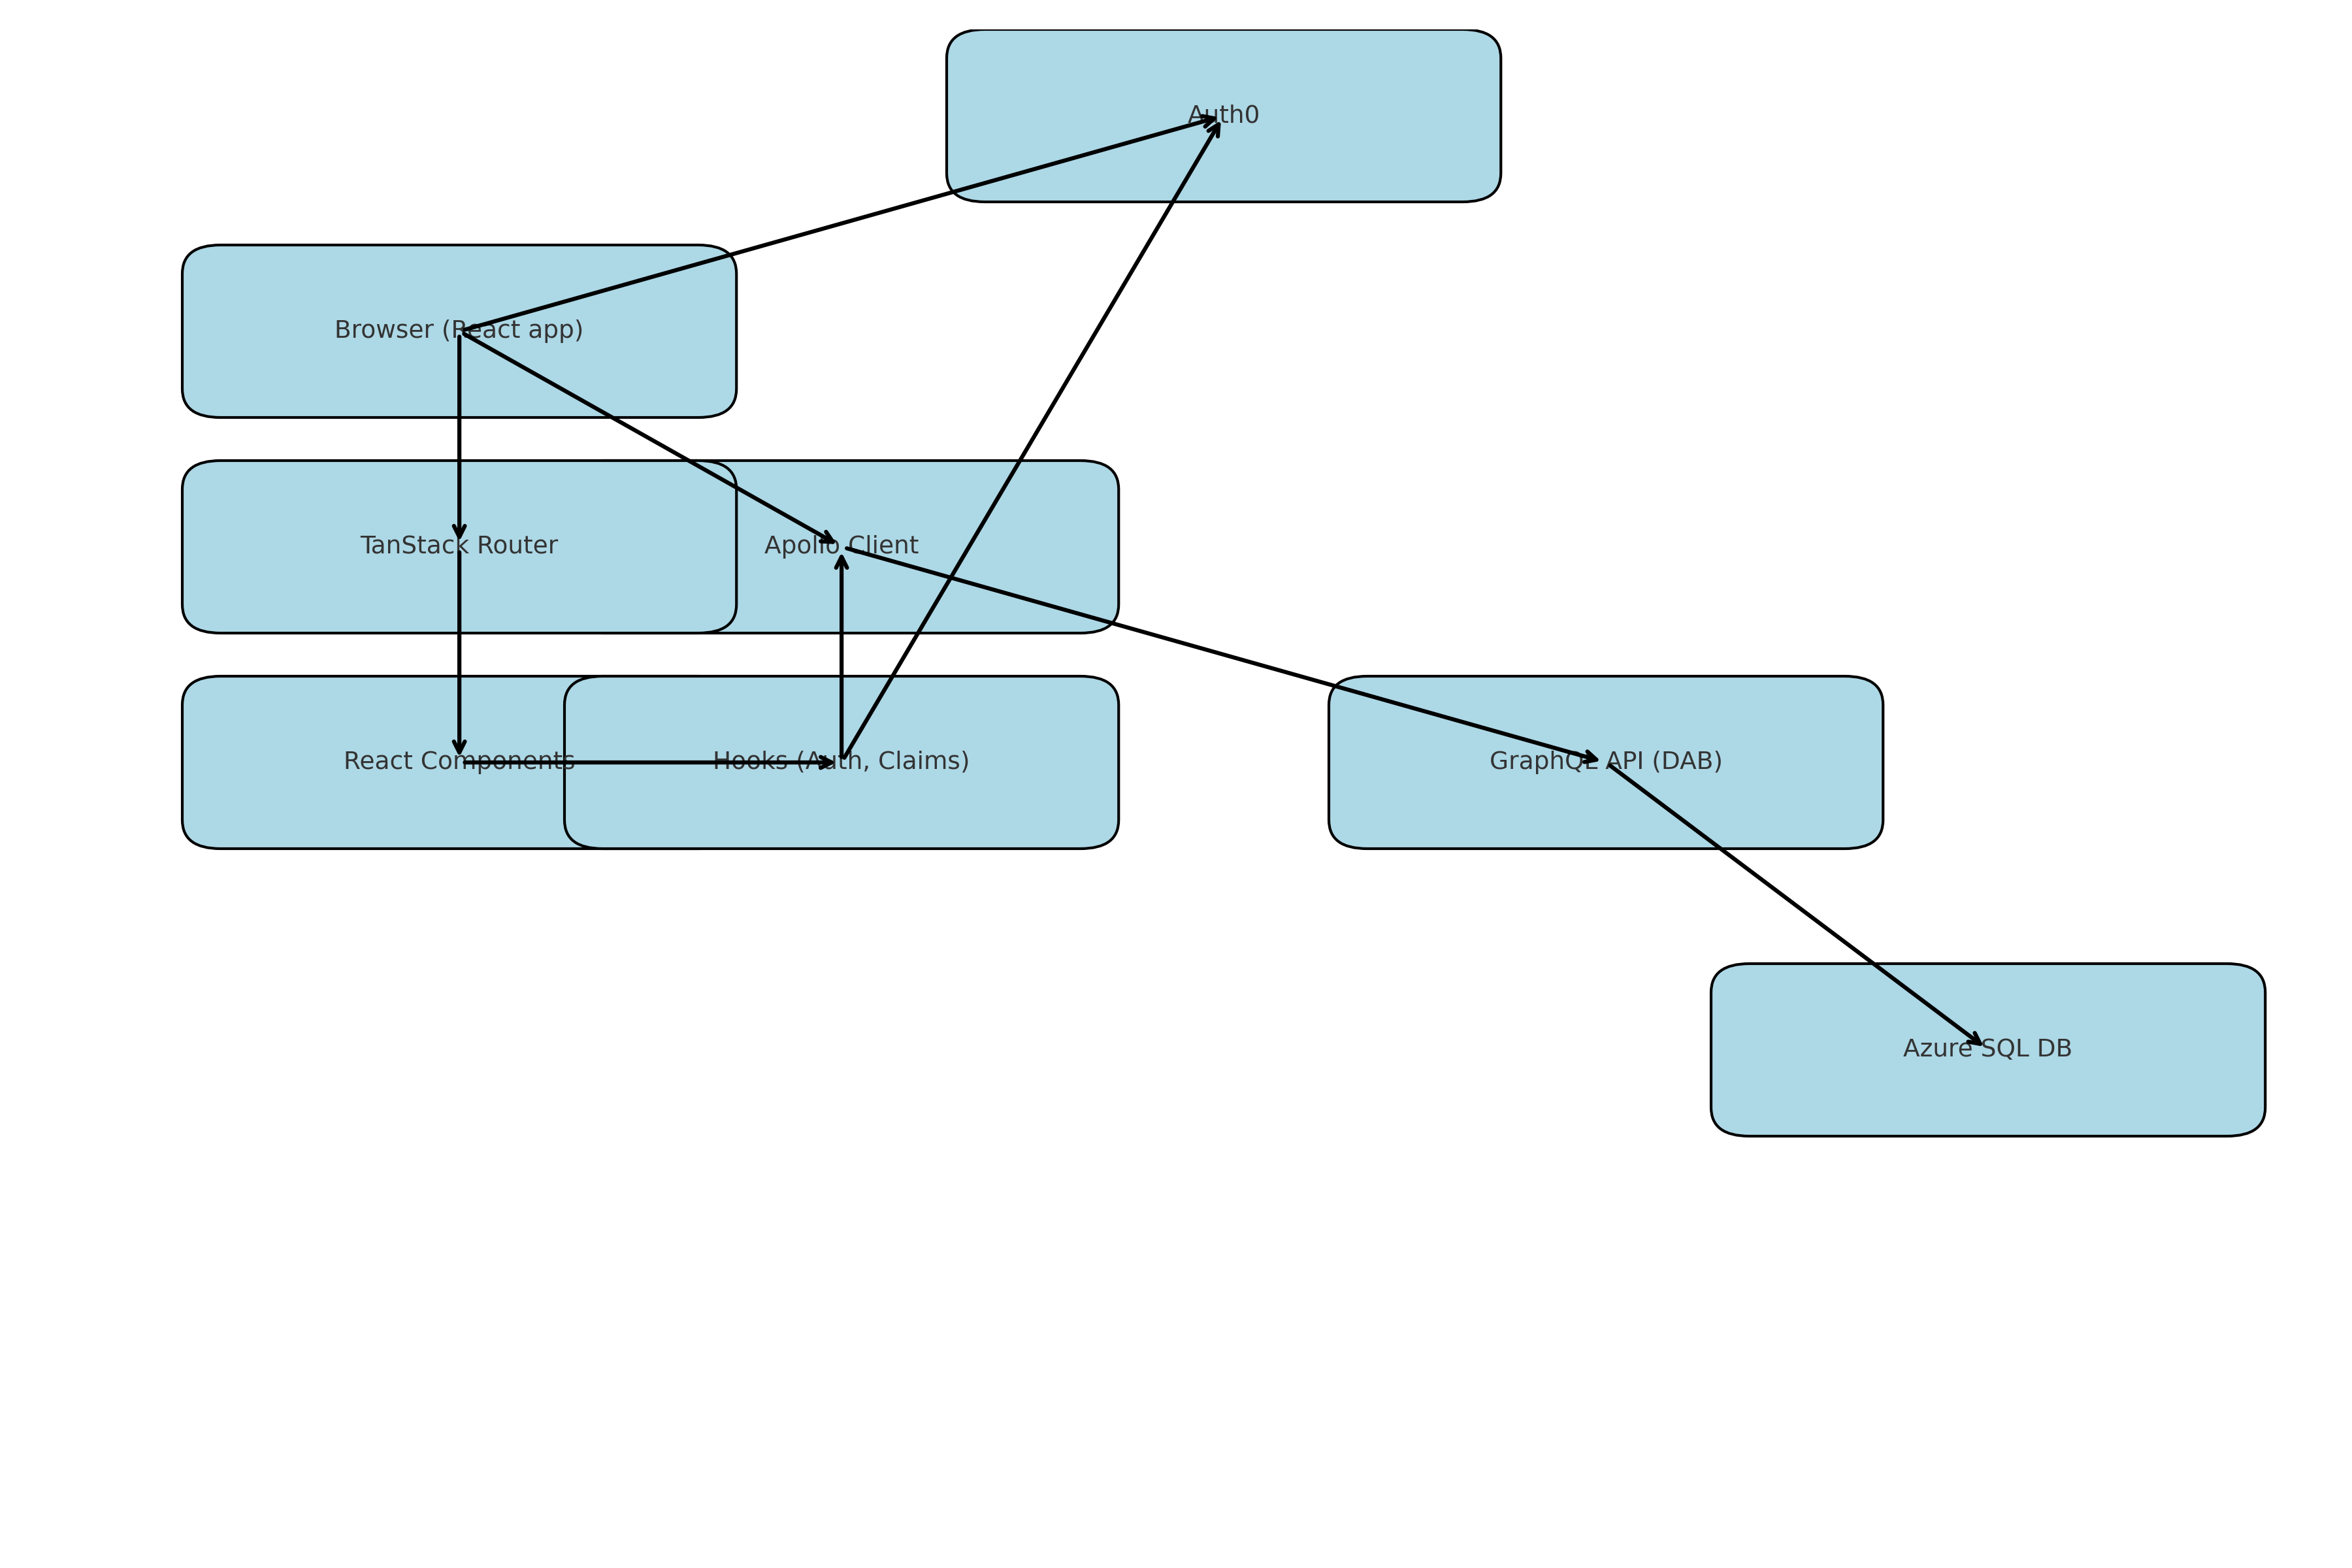 Auth0
Browser (React app)
TanStack Router
Apollo Client
React Components
Hooks (Auth, Claims)
GraphQL API (DAB)
Azure SQL DB